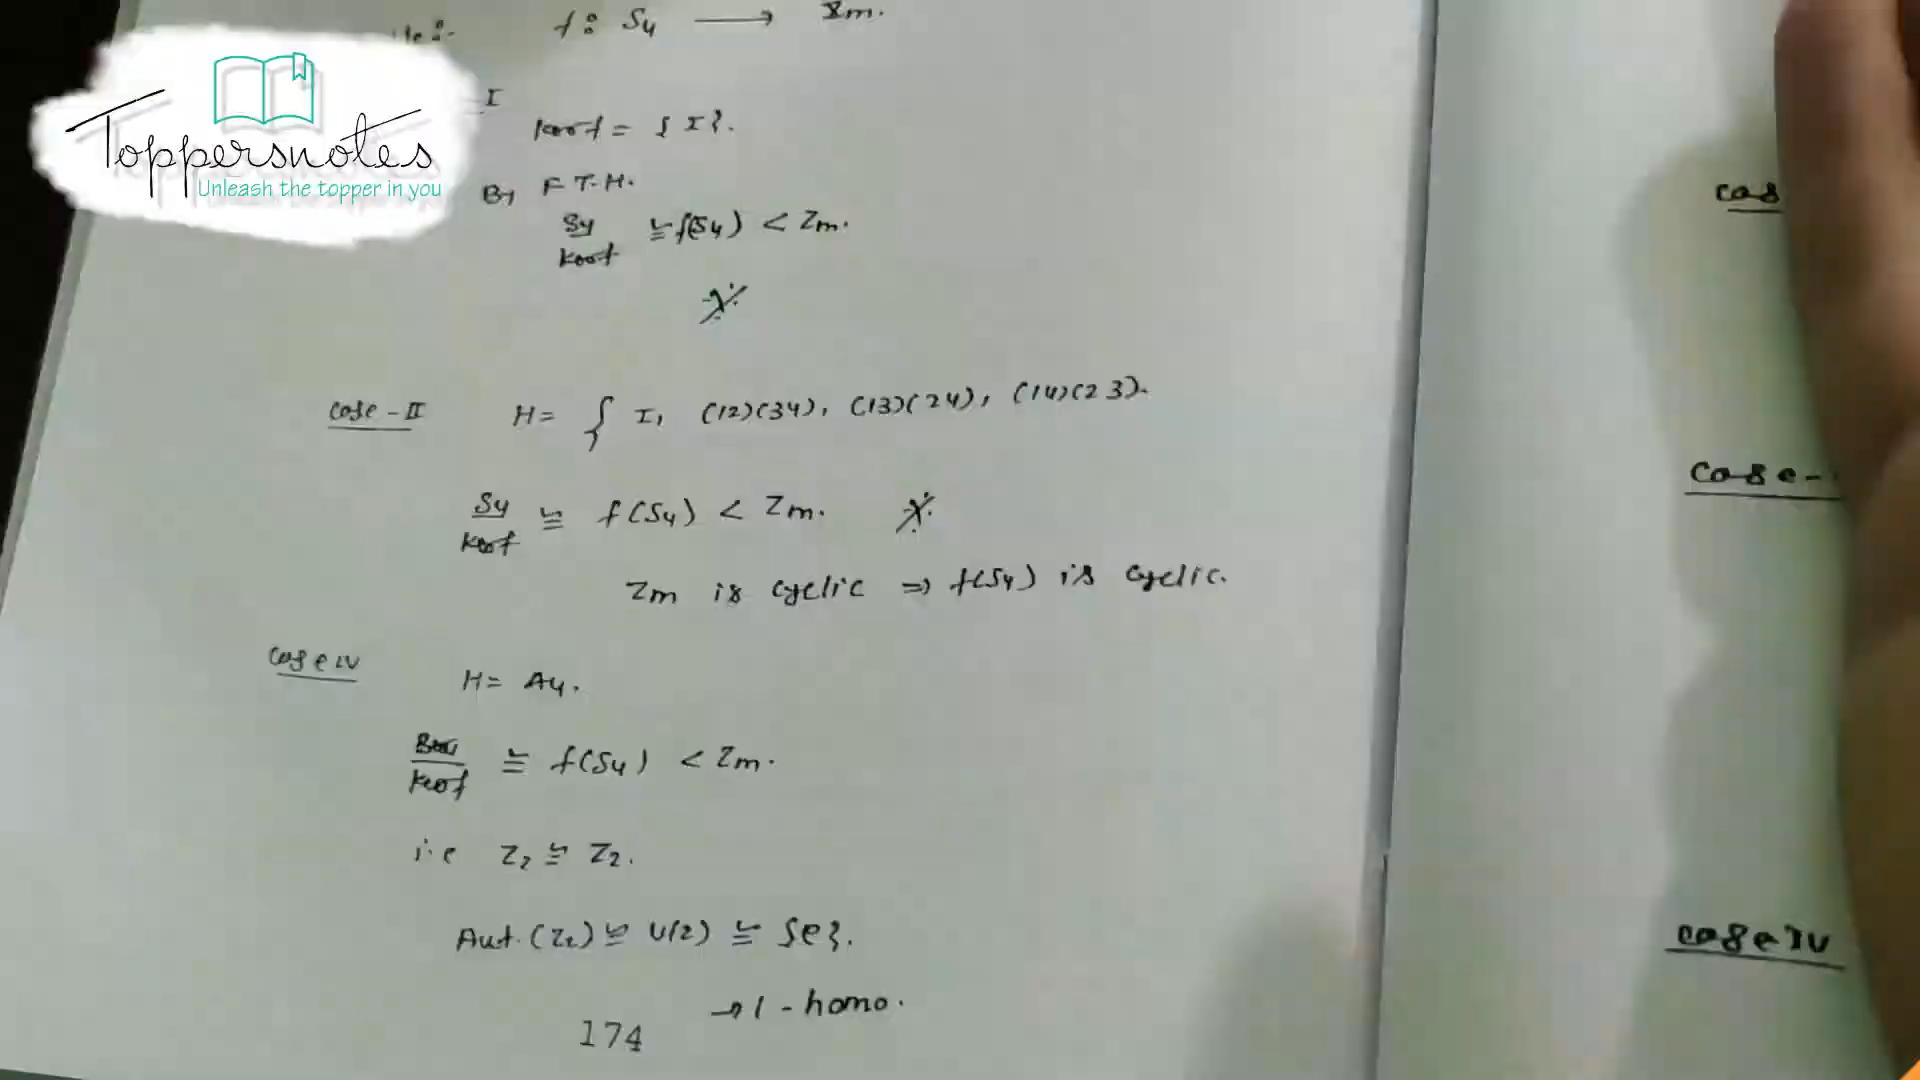 f: S4 ⟶ Zm.
I
Kerf = {I}.
By F T.H.
S4
Kerf ≅ f(S4) < Zm.
Case-II H = { I, (12)(34), (13)(24), (14)(23).
S4
Kerf ≅ f(S4) < Zm.
Zm is cyclic ⇒ f(S4) is cyclic.
Case IV H = A4.
Kerf ≅ f(S4) < Zm.
i.e Z2 ≅ Z2.
Aut.(Z2) ≅ U(2) ≅ {e}.
→ 1 - homo.
174
Toppersnotes
Unleash the topper in you
cas
Case-
case IV